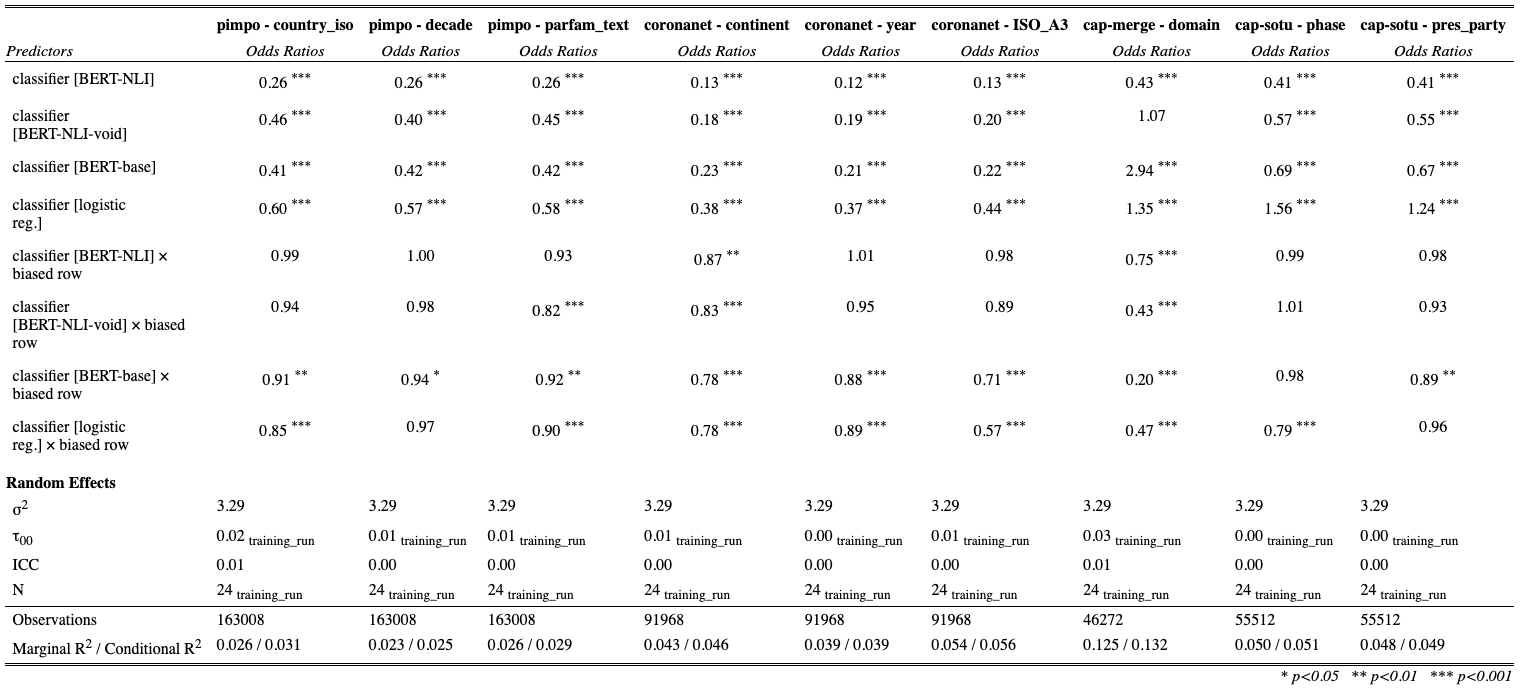 pimpo - country_iso pimpo - decade pimpo - parfam_text coronanet - continent coronanet - year coronanet - ISO_A3 cap-merge - domain cap-sotu - phase cap-sotu - pres_party
Predictors Odds Ratios Odds Ratios Odds Ratios Odds Ratios Odds Ratios Odds Ratios Odds Ratios Odds Ratios Odds Ratios
classifier [BERT-NLI] 0.26 *** 0.26 *** 0.26 *** 0.13 *** 0.12 *** 0.13 *** 0.43 *** 0.41 *** 0.41 ***
classifier 0.46 *** 0.40 *** 0.45 *** 0.18 *** 0.19 *** 0.20 *** 1.07 0.57 *** 0.55 ***
[BERT-NLI-void]
classifier [BERT-base] 0.41 *** 0.42 *** 0.42 *** 0.23 *** 0.21 *** 0.22 *** 2.94 *** 0.69 *** 0.67 ***
classifier [logistic 0.60 *** 0.57 *** 0.58 *** 0.38 *** 0.37 *** 0.44 *** 1.35 *** 1.56 *** 1.24 ***
reg.]
classifier [BERT-NLI] × 0.99 1.00 0.93 0.87 ** 1.01 0.98 0.75 *** 0.99 0.98
biased row
classifier 0.94 0.98 0.82 *** 0.83 *** 0.95 0.89 0.43 *** 1.01 0.93
[BERT-NLI-void] × biased
row
classifier [BERT-base] × 0.91 ** 0.94 * 0.92 ** 0.78 *** 0.88 *** 0.71 *** 0.20 *** 0.98 0.89 **
biased row
classifier [logistic 0.85 *** 0.97 0.90 *** 0.78 *** 0.89 *** 0.57 *** 0.47 *** 0.79 *** 0.96
reg.] × biased row
Random Effects
σ2 3.29 3.29 3.29 3.29 3.29 3.29 3.29 3.29 3.29
τ00 0.02 training_run 0.01 training_run 0.01 training_run 0.01 training_run 0.00 training_run 0.01 training_run 0.03 training_run 0.00 training_run 0.00 training_run
ICC 0.01 0.00 0.00 0.00 0.00 0.00 0.01 0.00 0.00
N 24 training_run 24 training_run 24 training_run 24 training_run 24 training_run 24 training_run 24 training_run 24 training_run 24 training_run
Observations 163008 163008 163008 91968 91968 91968 46272 55512 55512
Marginal R2 / Conditional R2 0.026 / 0.031 0.023 / 0.025 0.026 / 0.029 0.043 / 0.046 0.039 / 0.039 0.054 / 0.056 0.125 / 0.132 0.050 / 0.051 0.048 / 0.049
* p<0.05 ** p<0.01 *** p<0.001